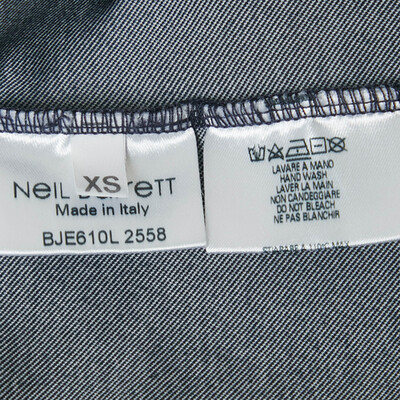 XS
NEIL
Made in Italy
BJE610L 2558
LAVARE A MANO
HAND WASH
LAVER LA MAIN
NON CANDEGGIARE
DO NOT BLEACH
NE PAS BLANCHIR